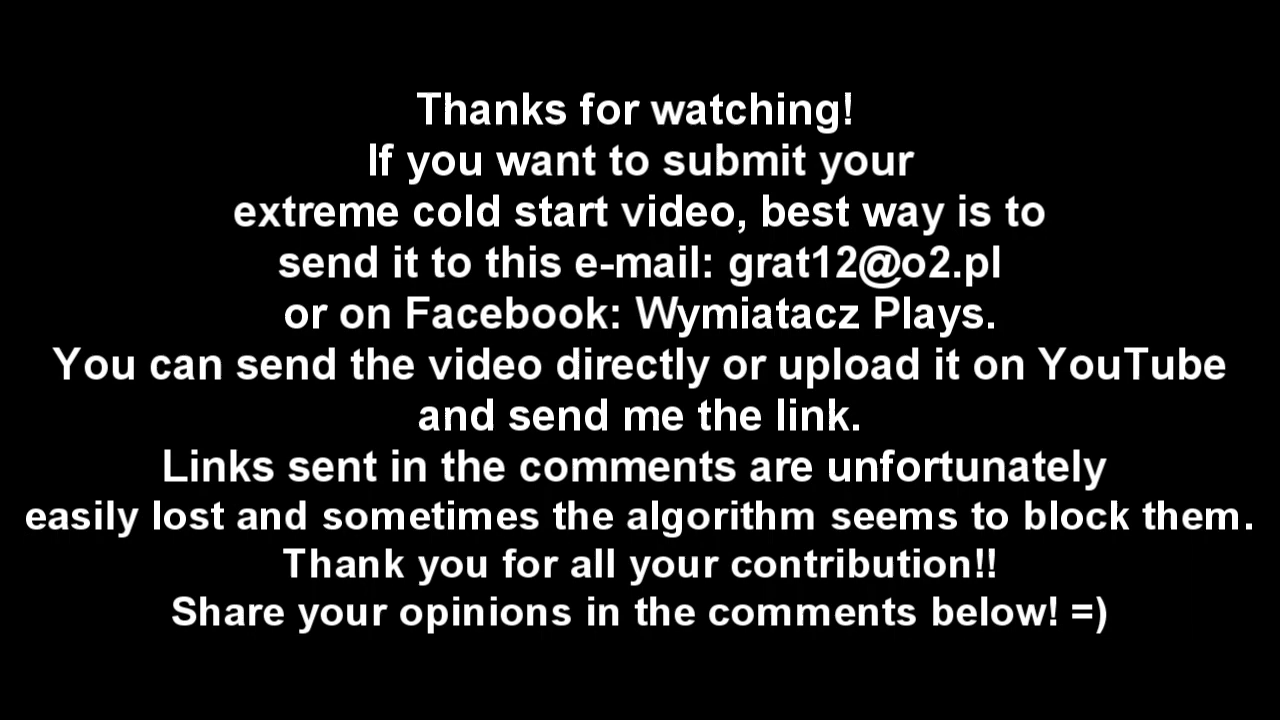 Thanks for watching!
If you want to submit your
extreme cold start video, best way is to
send it to this e-mail: grat12@o2.pl
or on Facebook: Wymiatacz Plays.
You can send the video directly or upload it on YouTube
and send me the link.
Links sent in the comments are unfortunately
easily lost and sometimes the algorithm seems to block them.
Thank you for all your contribution!!
Share your opinions in the comments below! =)